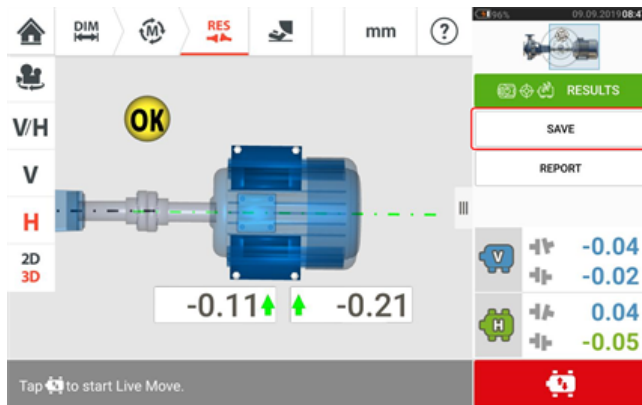 DIM
M
RES
mm
?
96%
09.09.2019 08:4
RESULTS
V/H
OK
SAVE
V
REPORT
H
2D
3D
V
-0.04
-0.02
-0.11
-0.21
H
0.04
-0.05
Tap to start Live Move.